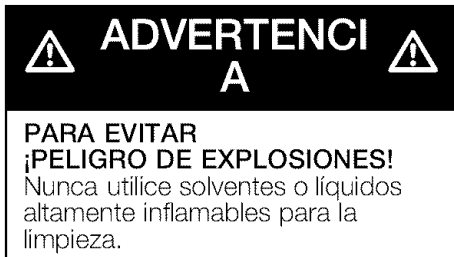 ADVERTENCI
A
PARA EVITAR
¡PELIGRO DE EXPLOSIONES!
Nunca utilice solventes o líquidos
altamente inflamables para la
limpieza.